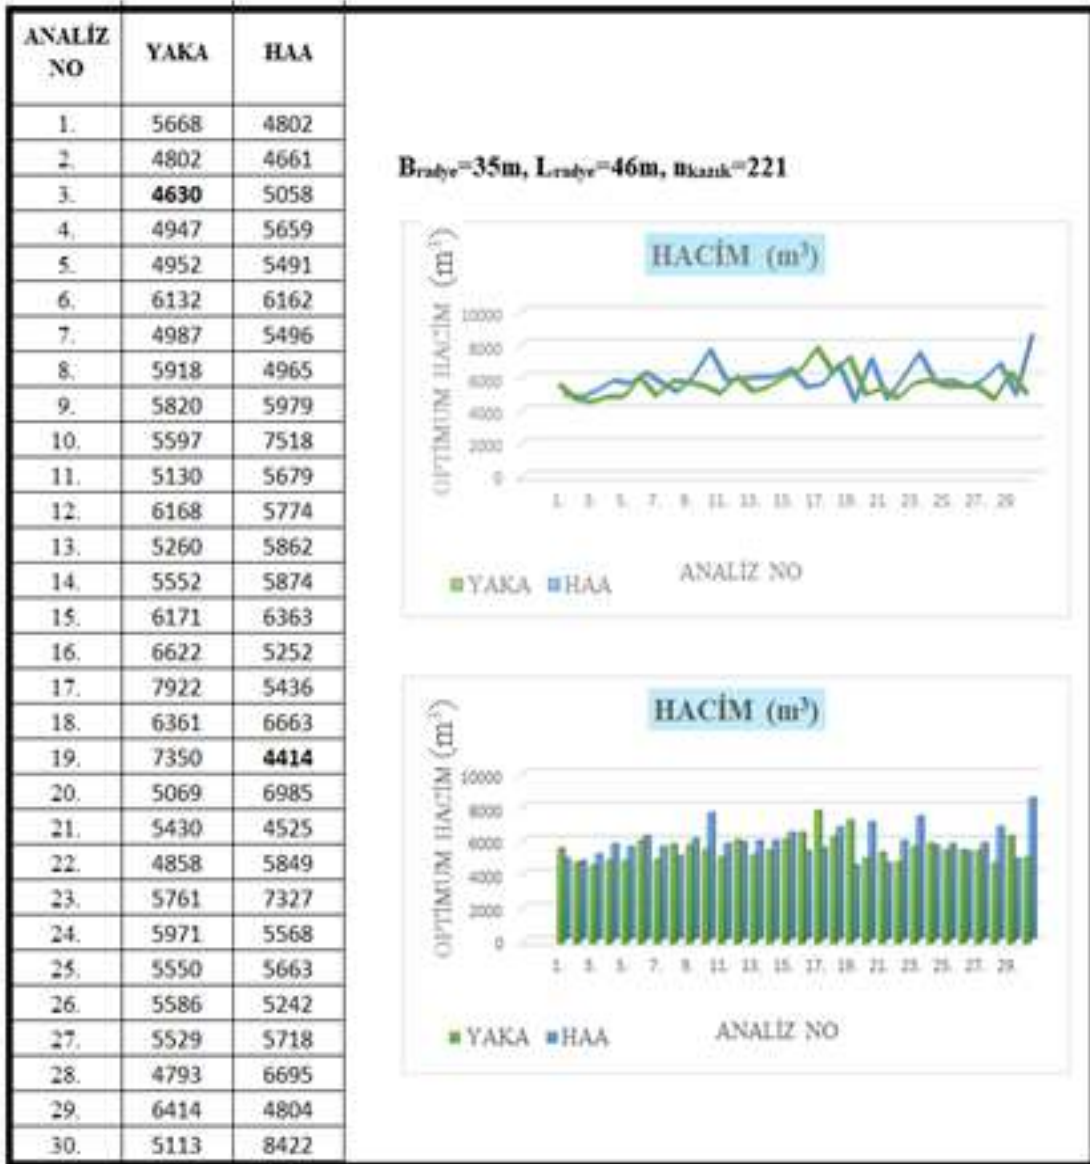 ANALİZ NO YAKA HAA
1. 5668 4802
2. 4802 4661
3. 4630 5058
4. 4947 5659
5. 4952 5491
6. 6132 6162
7. 4987 5496
8. 5918 4965
9. 5820 5979
10. 5597 7518
11. 5130 5679
12. 6168 5774
13. 5260 5862
14. 5552 5874
15. 6171 6363
16. 6622 5252
17. 7922 5436
18. 6361 6663
19. 7350 4414
20. 5069 6985
21. 5430 4525
22. 4858 5849
23. 5761 7327
24. 5971 5568
25. 5550 5663
26. 5586 5242
27. 5529 5718
28. 4793 6695
29. 6414 4804
30. 5113 8422
Bradye=35m, Lradye=46m, nkazık=221
HACİM (m³)
OPTİMUM HACİM (m³)
10000
8000
6000
4000
2000
0
1. 3. 5. 7. 9. 11. 13. 15. 17. 19. 21. 23. 25. 27. 29.
ANALİZ NO
YAKA HAA
HACİM (m³)
OPTİMUM HACİM (m³)
10000
8000
6000
4000
2000
0
1. 3. 5. 7. 9. 11. 13. 15. 17. 19. 21. 23. 25. 27. 29.
ANALİZ NO
YAKA HAA